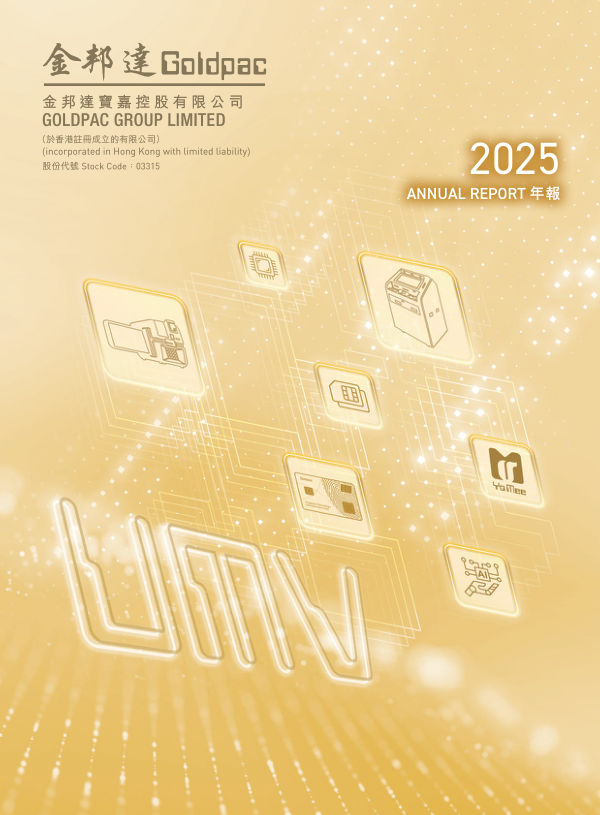 金邦達 Goldpac
金邦達寶嘉控股有限公司
GOLDPAC GROUP LIMITED
(於香港註冊成立的有限公司)
(incorporated in Hong Kong with limited liability)
股份代號 Stock Code：03315
2025
ANNUAL REPORT 年報
YoMee
AI
UMV